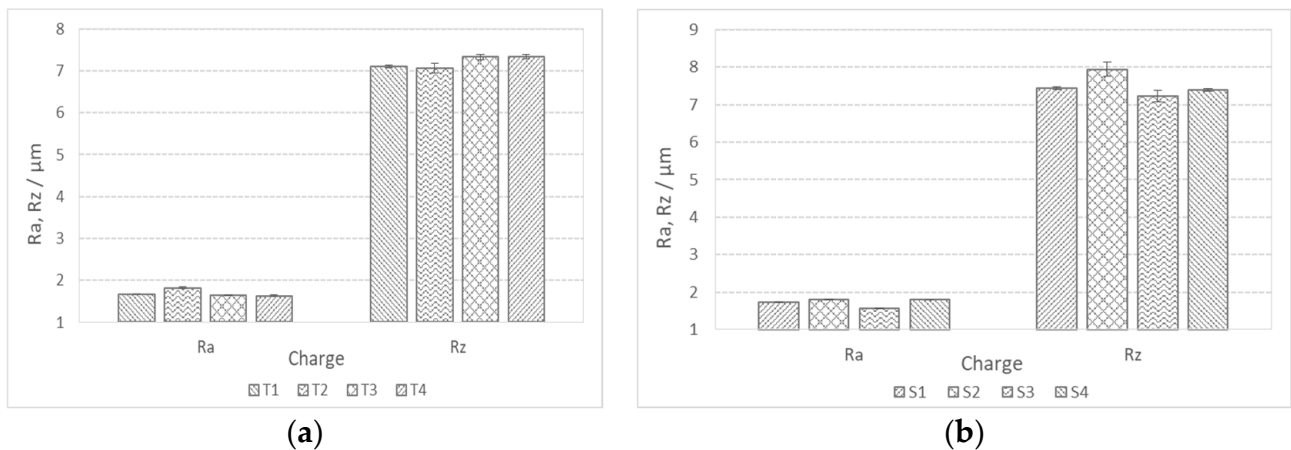 8
7
6
5
4
3
2
1
Ra, Rz / µm
Ra
Charge
Rz
T1 T2 T3 T4
(a)
9
8
7
6
5
4
3
2
1
Ra, Rz / µm
Ra
Charge
Rz
S1 S2 S3 S4
(b)